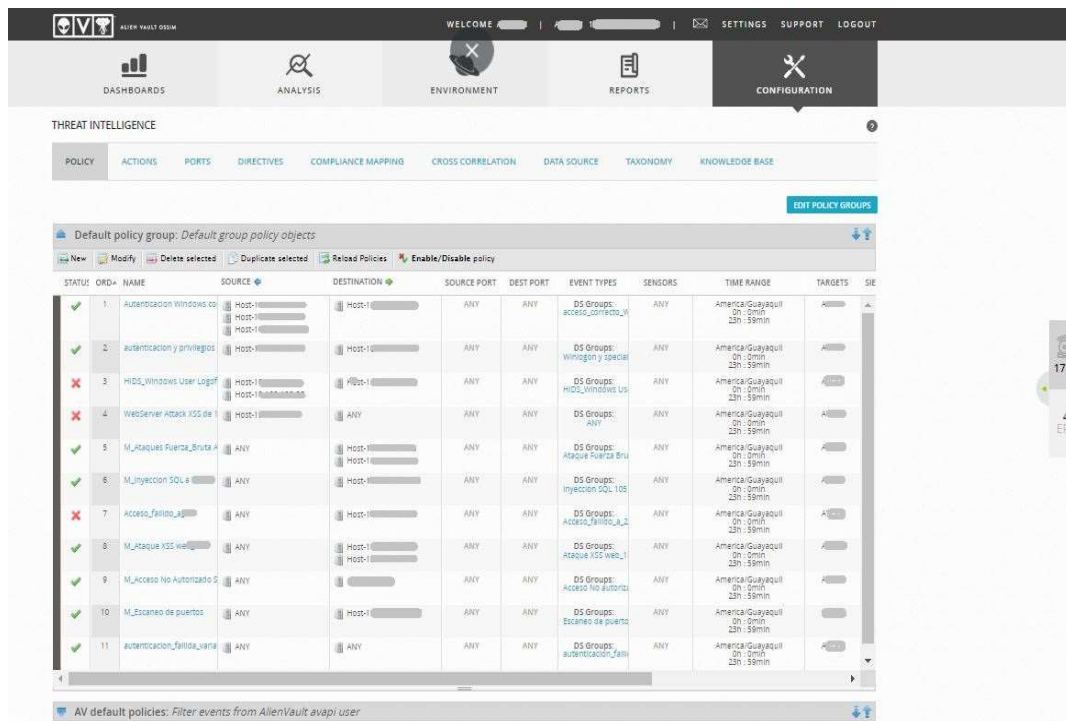 ALIEN VAULT OSSIM
WELCOME | | SETTINGS SUPPORT LOGOUT
DASHBOARDS ANALYSIS ENVIRONMENT REPORTS CONFIGURATION
THREAT INTELLIGENCE
POLICY ACTIONS PORTS DIRECTIVES COMPLIANCE MAPPING CROSS CORRELATION DATA SOURCE TAXONOMY KNOWLEDGE BASE
EDIT POLICY GROUPS
Default policy group: Default group policy objects
New Modify Delete selected Duplicate selected Reload Policies Enable/Disable policy
STATUS ORD NAME SOURCE DESTINATION SOURCE PORT DEST PORT EVENT TYPES SENSORS TIME RANGE TARGETS SIE
1 Autenticacion Windows co Host-1 Host-1 ANY ANY DS Groups: ANY America/Guayaquil
Host-1 acceso_correcto_W 0h : 0min
Host-1 23h : 59min
2 autenticacion y privilegios Host-1 Host-1 ANY ANY DS Groups: ANY America/Guayaquil
Winlogon y special 0h : 0min
23h : 59min
3 HIDS_Windows User Logoff Host-1 Host-1 ANY ANY DS Groups: ANY America/Guayaquil
Host-1 HIDS_Windows Us 0h : 0min
23h : 59min
4 WebServer Attack XSS de 1 Host-1 ANY ANY ANY DS Groups: ANY America/Guayaquil
ANY 0h : 0min
23h : 59min
5 M_Ataques Fuerza_Bruta A ANY Host-1 ANY ANY DS Groups: ANY America/Guayaquil
Host-1 Ataque Fuerza Bru 0h : 0min
23h : 59min
6 M_Inyeccion SQL a ANY Host-1 ANY ANY DS Groups: ANY America/Guayaquil
Inyeccion SQL 105 0h : 0min
23h : 59min
7 Acceso_fallido_a ANY Host-1 ANY ANY DS Groups: ANY America/Guayaquil
Acceso_fallido_a_2 0h : 0min
23h : 59min
8 M_Ataque XSS web ANY Host-1 ANY ANY DS Groups: ANY America/Guayaquil
Host-1 Ataque XSS web_1 0h : 0min
23h : 59min
9 M_Acceso No Autorizado S ANY ANY ANY DS Groups: ANY America/Guayaquil
Acceso No autoriz 0h : 0min
23h : 59min
10 M_Escaneo de puertos ANY Host-1 ANY ANY DS Groups: ANY America/Guayaquil
Escaneo de puerto 0h : 0min
23h : 59min
11 autenticacion_fallida_varia ANY ANY ANY ANY DS Groups: ANY America/Guayaquil
autenticacion_falli 0h : 0min
23h : 59min
AV default policies: Filter events from AlienVault avapi user
17